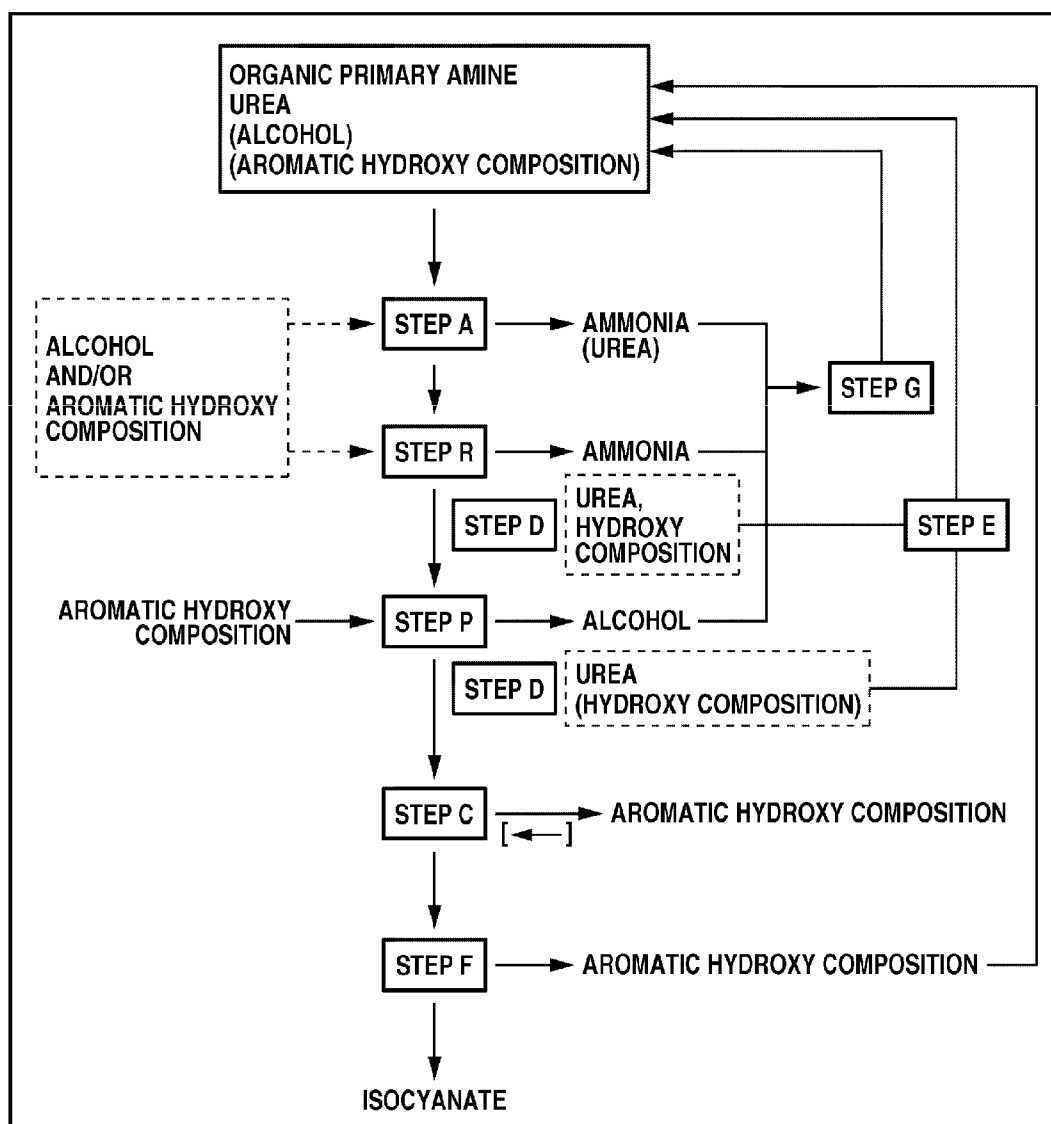 ORGANIC PRIMARY AMINE
UREA
(ALCOHOL)
(AROMATIC HYDROXY COMPOSITION)
ALCOHOL
AND/OR
AROMATIC HYDROXY
COMPOSITION
STEP A
AMMONIA
(UREA)
STEP G
STEP R
AMMONIA
STEP D
UREA,
HYDROXY
COMPOSITION
STEP E
AROMATIC HYDROXY
COMPOSITION
STEP P
ALCOHOL
STEP D
UREA
(HYDROXY COMPOSITION)
STEP C
[ ← ]
AROMATIC HYDROXY COMPOSITION
STEP F
AROMATIC HYDROXY COMPOSITION
ISOCYANATE